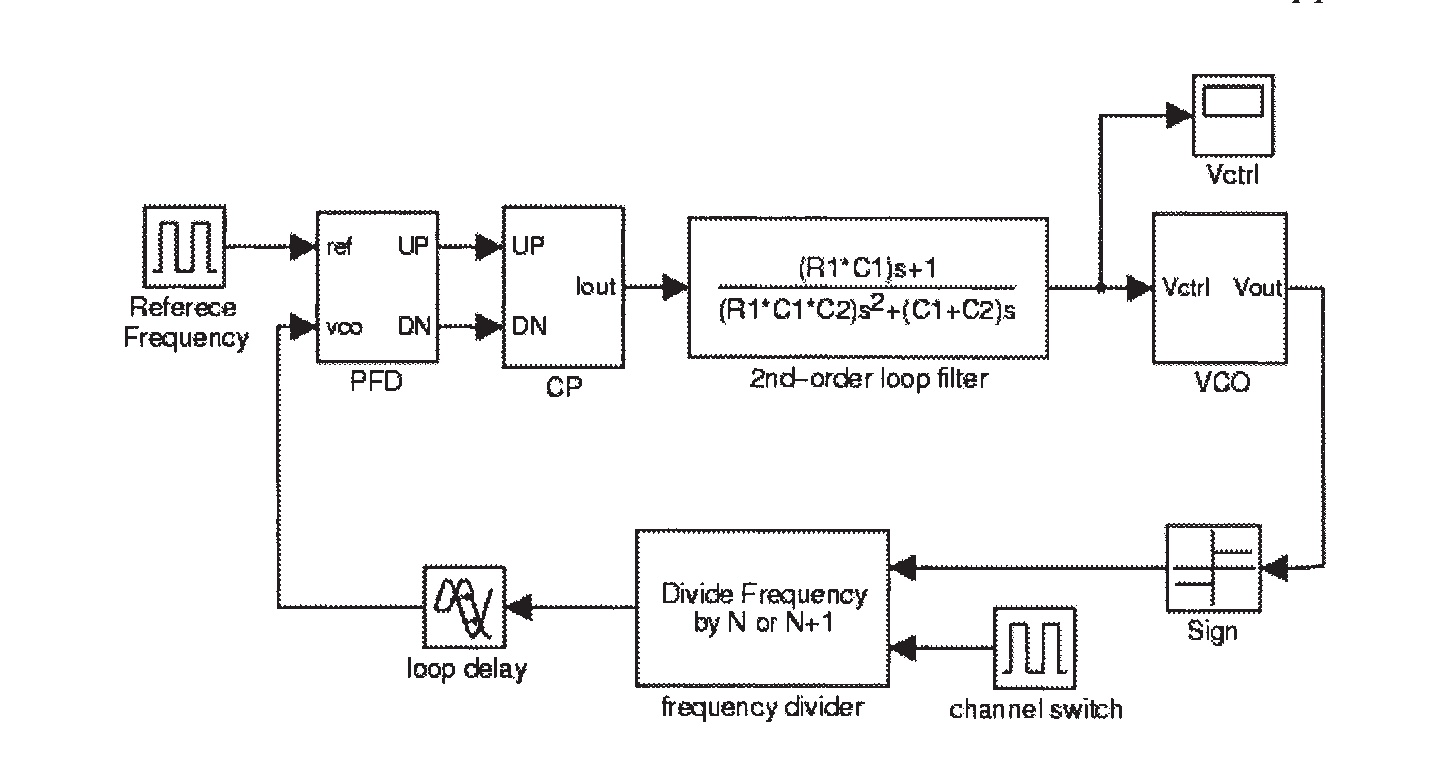 Vctrl
ref UP
vco DN
PFD
UP
Iout
DN
CP
(R1*C1)s+1
(R1*C1*C2)s²+(C1+C2)s
2nd-order loop filter
Vctrl Vout
VCO
Referece
Frequency
Divide Frequency
by N or N+1
frequency divider
Sign
loop delay
channel switch